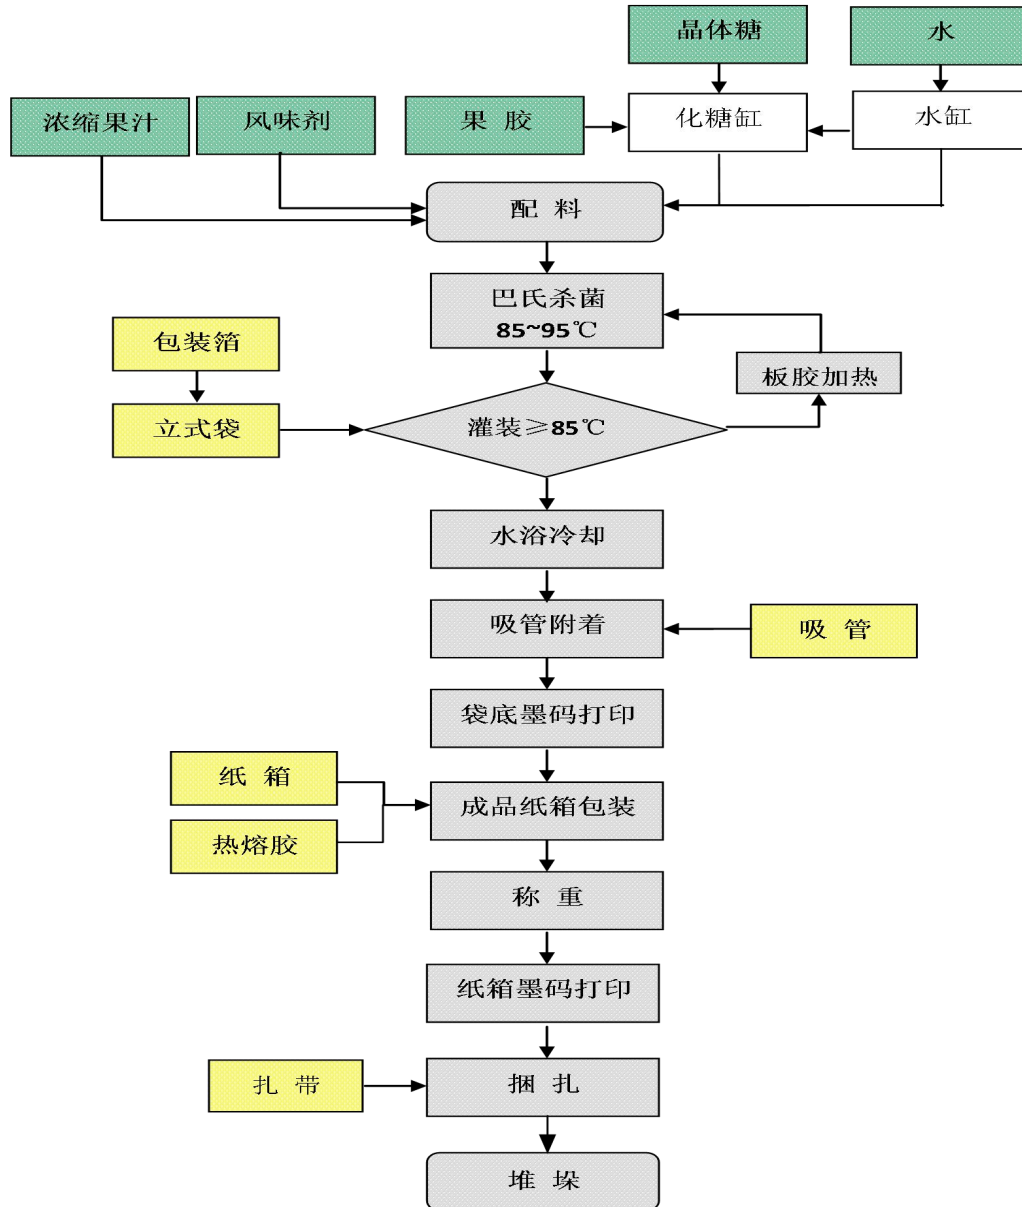 晶体糖
水
浓缩果汁
风味剂
果 胶
化糖缸
水缸
配 料
巴氏杀菌
85~95℃
包装箔
板胶加热
立式袋
灌装≥85℃
水浴冷却
吸管附着
吸 管
袋底墨码打印
纸 箱
成品纸箱包装
热熔胶
称 重
纸箱墨码打印
扎 带
捆 扎
堆 垛